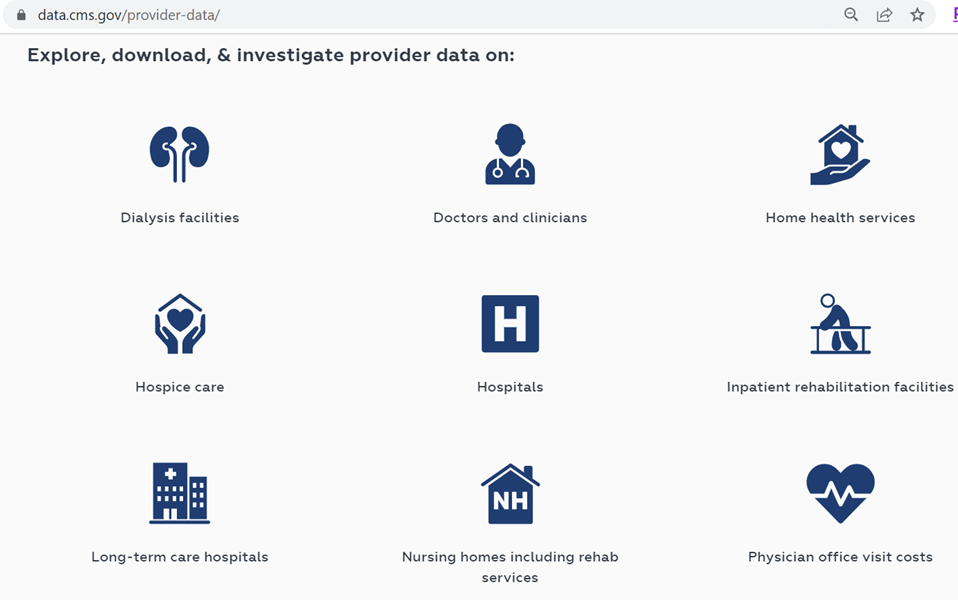 data.cms.gov/provider-data/
Explore, download, & investigate provider data on:
Dialysis facilities
Doctors and clinicians
Home health services
Hospice care
H
Hospitals
Inpatient rehabilitation facilities
Long-term care hospitals
NH
Nursing homes including rehab
services
Physician office visit costs